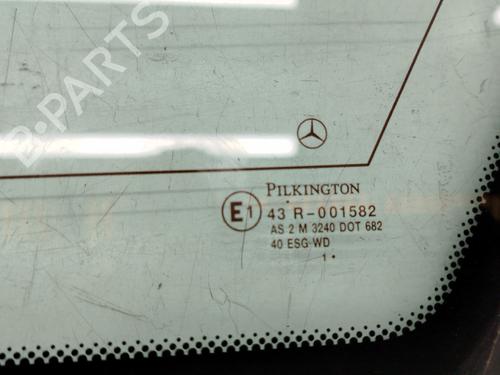 B-PARTS
PILKINGTON
E1 43 R-001582
AS 2 M 3240 DOT 682
40 ESG-WD
1 •